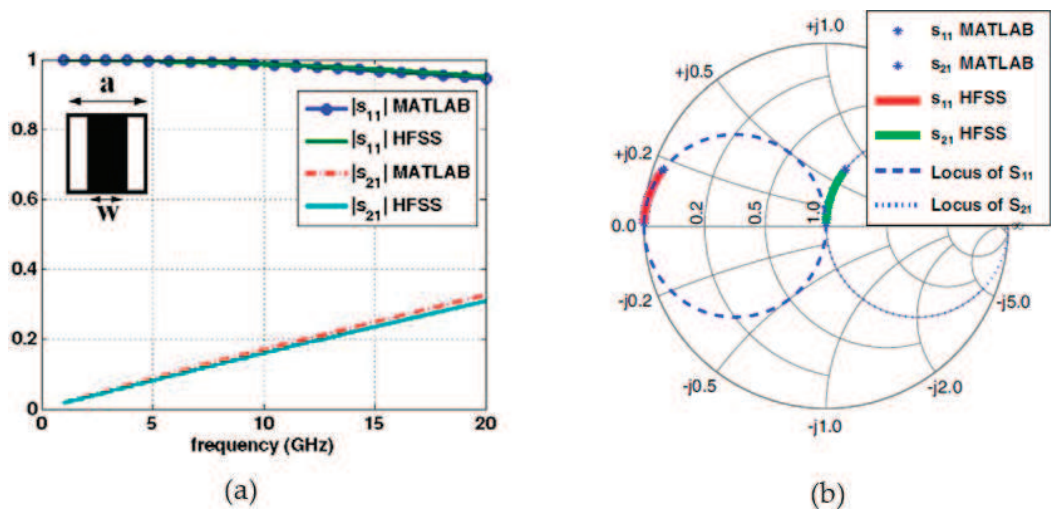 1
0.8
0.6
0.4
0.2
0
0
5
10
15
20
frequency (GHz)
a
w
|s11| MATLAB
|s11| HFSS
|s21| MATLAB
|s21| HFSS
(a)
+j1.0
+j0.5
+j0.2
0.0
-j0.2
-j0.5
-j1.0
-j2.0
-j5.0
∞
0.2
0.5
1.0
s11 MATLAB
s21 MATLAB
s11 HFSS
s21 HFSS
Locus of S11
Locus of S21
(b)